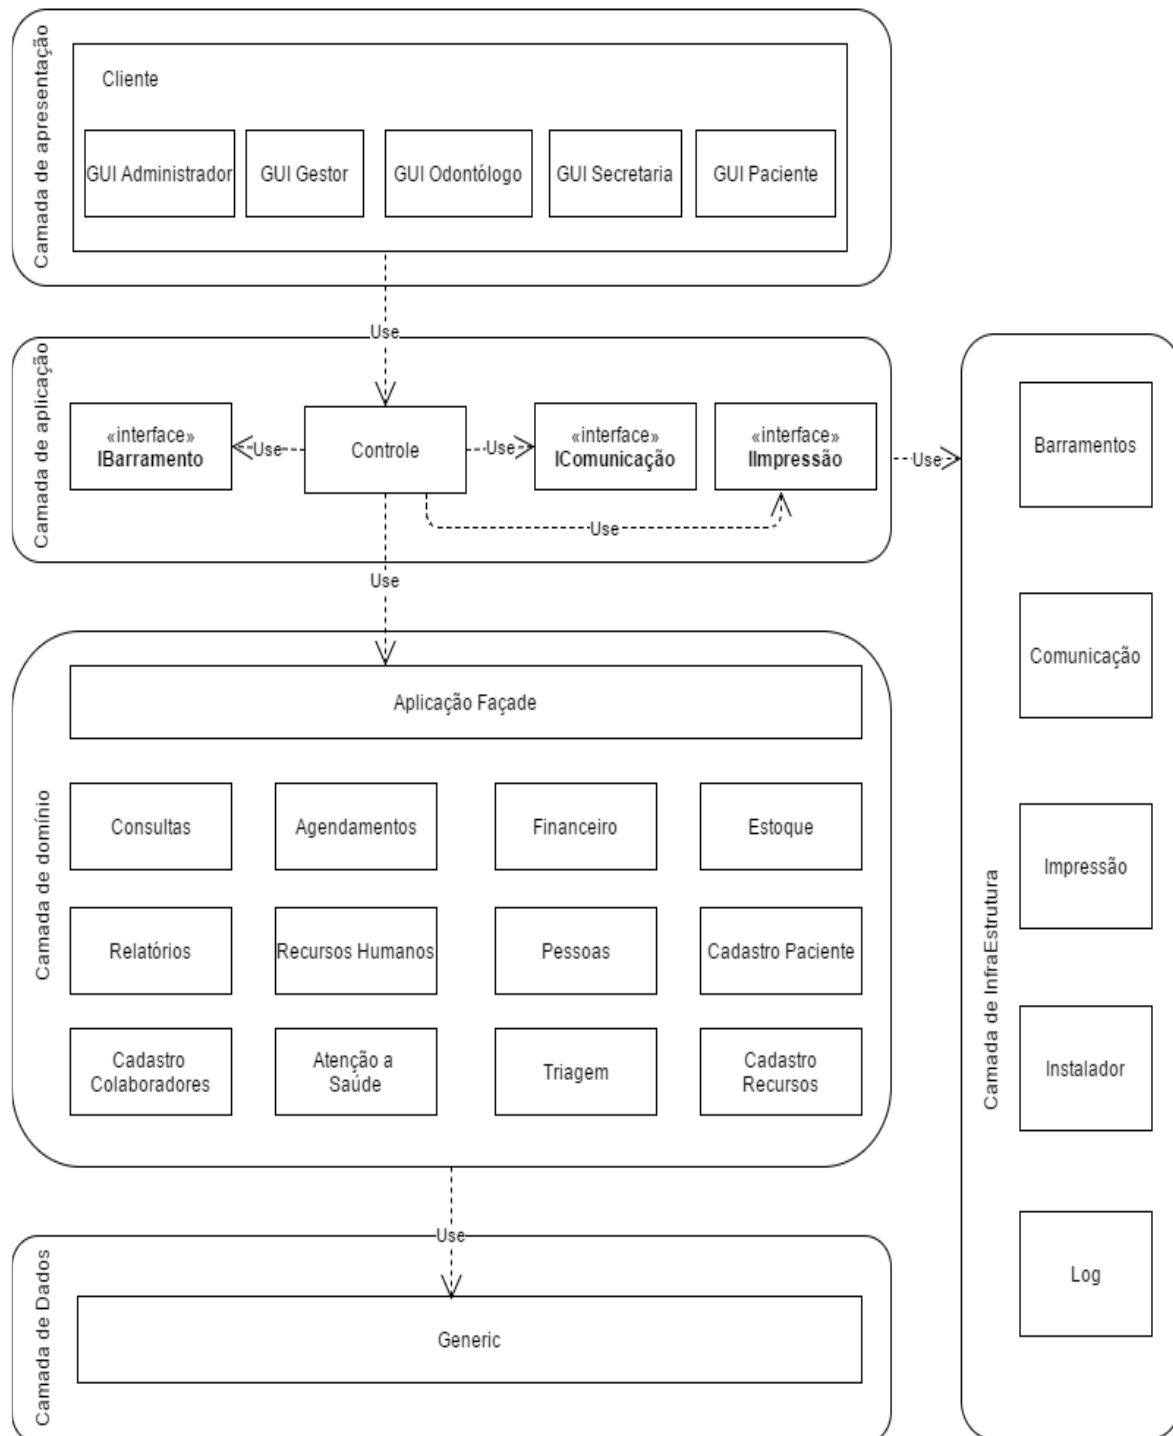 Camada de apresentação
Cliente
GUI Administrador
GUI Gestor
GUI Odontólogo
GUI Secretaria
GUI Paciente
Use
Camada de aplicação
«interface»
IBarramento
Use
Controle
Use
«interface»
IComunicação
«interface»
IImpressão
Use
Use
Use
Camada de domínio
Aplicação Façade
Consultas
Agendamentos
Financeiro
Estoque
Relatórios
Recursos Humanos
Pessoas
Cadastro Paciente
Cadastro
Colaboradores
Atenção a
Saúde
Triagem
Cadastro
Recursos
Use
Camada de Dados
Generic
Camada de InfraEstrutura
Barramentos
Comunicação
Impressão
Instalador
Log